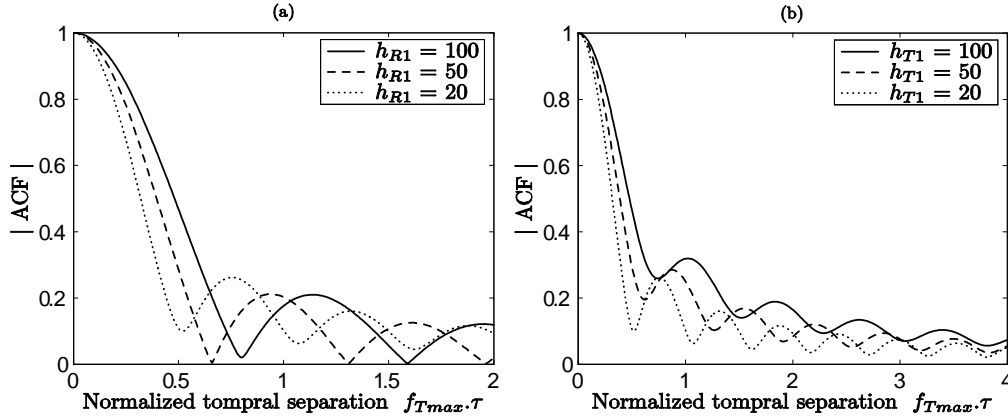 (a)
h_{R1} = 100
h_{R1} = 50
h_{R1} = 20
| ACF |
1
0.8
0.6
0.4
0.2
0
0 0.5 1 1.5 2
Normalized tompral separation f_{Tmax}.τ
(b)
h_{T1} = 100
h_{T1} = 50
h_{T1} = 20
| ACF |
1
0.8
0.6
0.4
0.2
0
0 1 2 3 4
Normalized tompral separation f_{Tmax}.τ